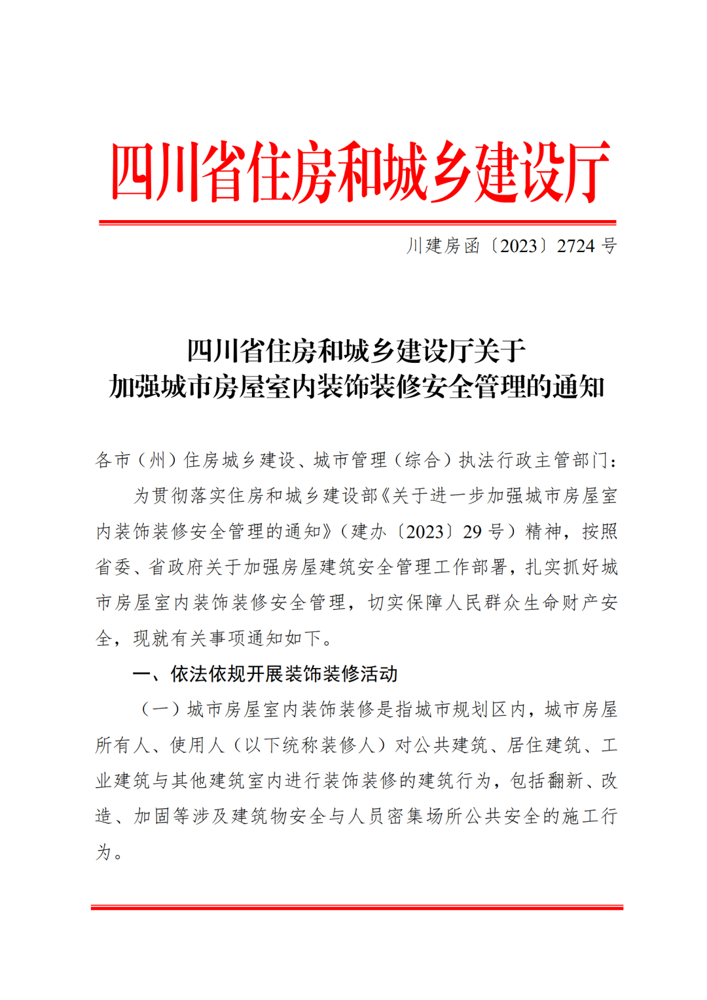 四川省住房和城乡建设厅
川建房函〔2023〕2724 号
四川省住房和城乡建设厅关于
加强城市房屋室内装饰装修安全管理的通知
各市（州）住房城乡建设、城市管理（综合）执法行政主管部门：
为贯彻落实住房和城乡建设部《关于进一步加强城市房屋室
内装饰装修安全管理的通知》（建办〔2023〕29 号）精神，按照
省委、省政府关于加强房屋建筑安全管理工作部署，扎实抓好城
市房屋室内装饰装修安全管理，切实保障人民群众生命财产安
全，现就有关事项通知如下。
一、依法依规开展装饰装修活动
（一）城市房屋室内装饰装修是指城市规划区内，城市房屋
所有人、使用人（以下统称装修人）对公共建筑、居住建筑、工
业建筑与其他建筑室内进行装饰装修的建筑行为，包括翻新、改
造、加固等涉及建筑物安全与人员密集场所公共安全的施工行
为。